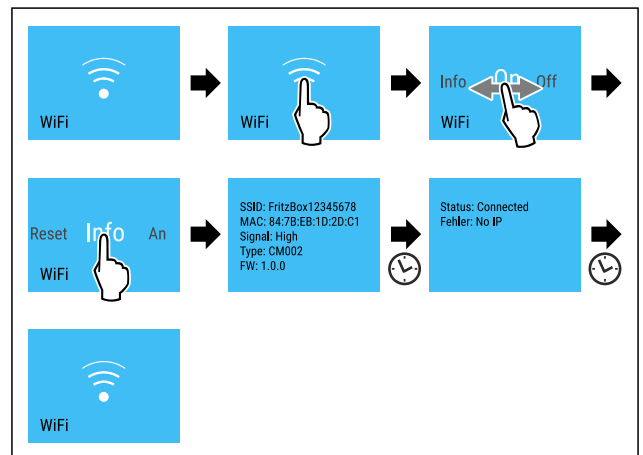 WiFi
WiFi
Info On Off
WiFi
Reset Info An
WiFi
SSID: FritzBox12345678
MAC: 84:7B:EB:1D:2D:C1
Signal: High
Type: CM002
FW: 1.0.0
Status: Connected
Fehler: No IP
WiFi